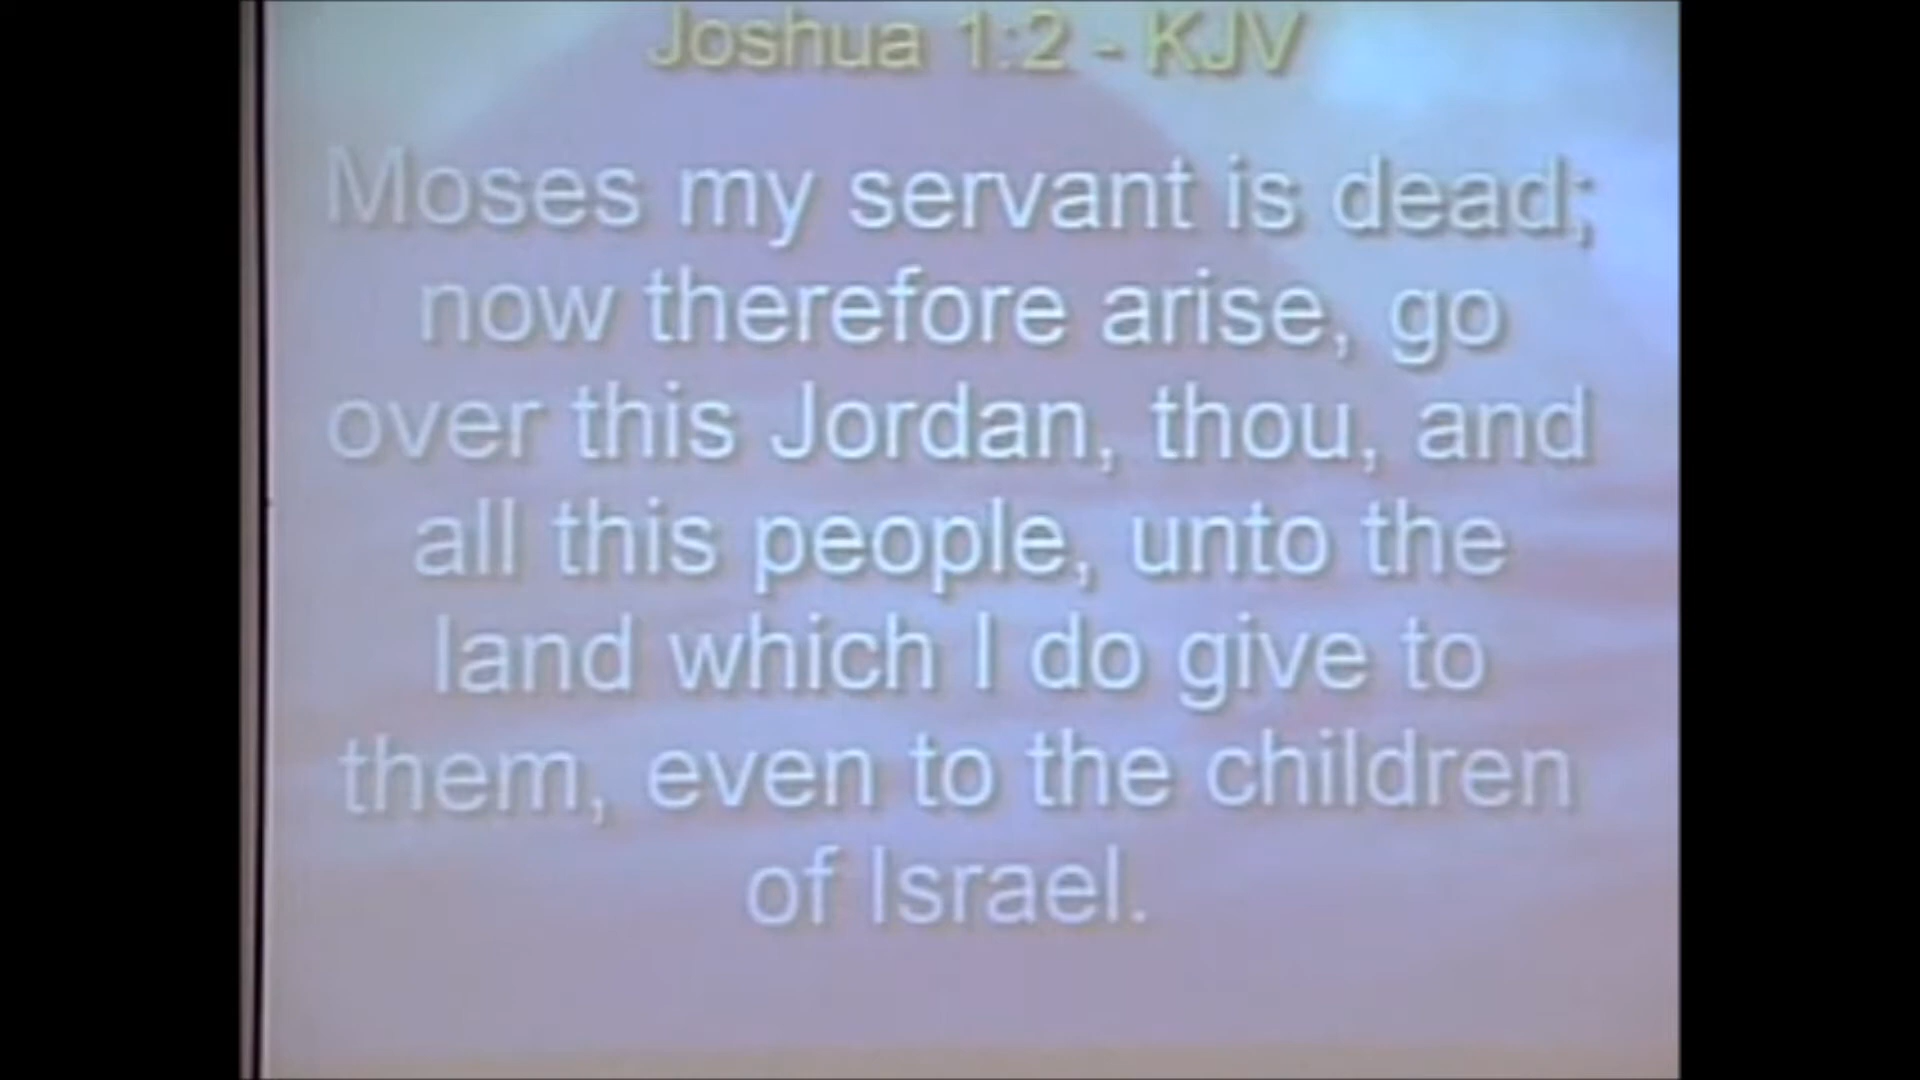 Joshua 1:2 - KJV
Moses my servant is dead;
now therefore arise, go
over this Jordan, thou, and
all this people, unto the
land which I do give to
them, even to the children
of Israel.